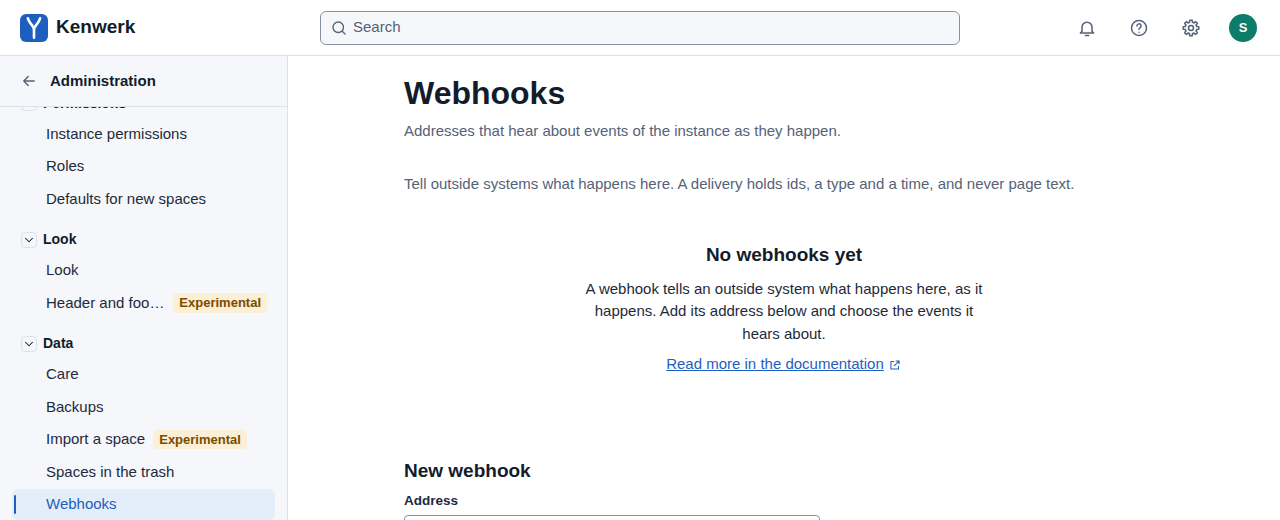 Kenwerk
Search
S
Administration
Instance permissions
Roles
Defaults for new spaces
Look
Look
Header and foo… Experimental
Data
Care
Backups
Import a space Experimental
Spaces in the trash
Webhooks
Webhooks
Addresses that hear about events of the instance as they happen.
Tell outside systems what happens here. A delivery holds ids, a type and a time, and never page text.
No webhooks yet
A webhook tells an outside system what happens here, as it
happens. Add its address below and choose the events it
hears about.
Read more in the documentation
New webhook
Address